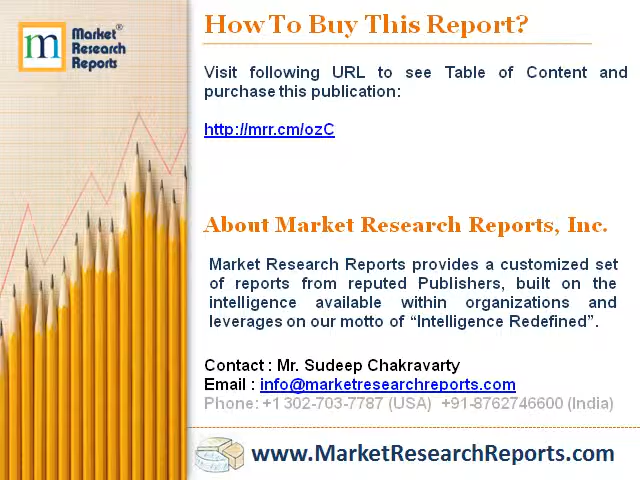 m
Market®
Research
Reports
How To Buy This Report?
Visit following URL to see Table of Content and
purchase this publication:
http://mrr.cm/ozC
About Market Research Reports, Inc.
Market Research Reports provides a customized set
of reports from reputed Publishers, built on the
intelligence available within organizations and
leverages on our motto of “Intelligence Redefined”.
Contact : Mr. Sudeep Chakravarty
Email : info@marketresearchreports.com
Phone: +1 302-703-7787 (USA) +91-8762746600 (India)
www.MarketResearchReports.com